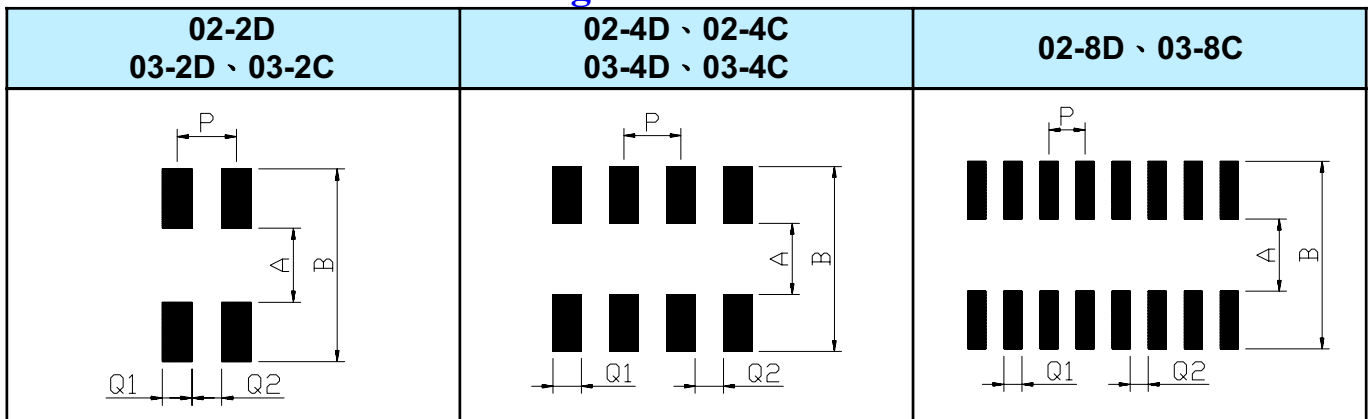 02-2D
03-2D、03-2C
02-4D、02-4C
03-4D、03-4C
02-8D、03-8C
P
A
B
Q1
Q2
P
A
B
Q1
Q2
P
A
B
Q1
Q2